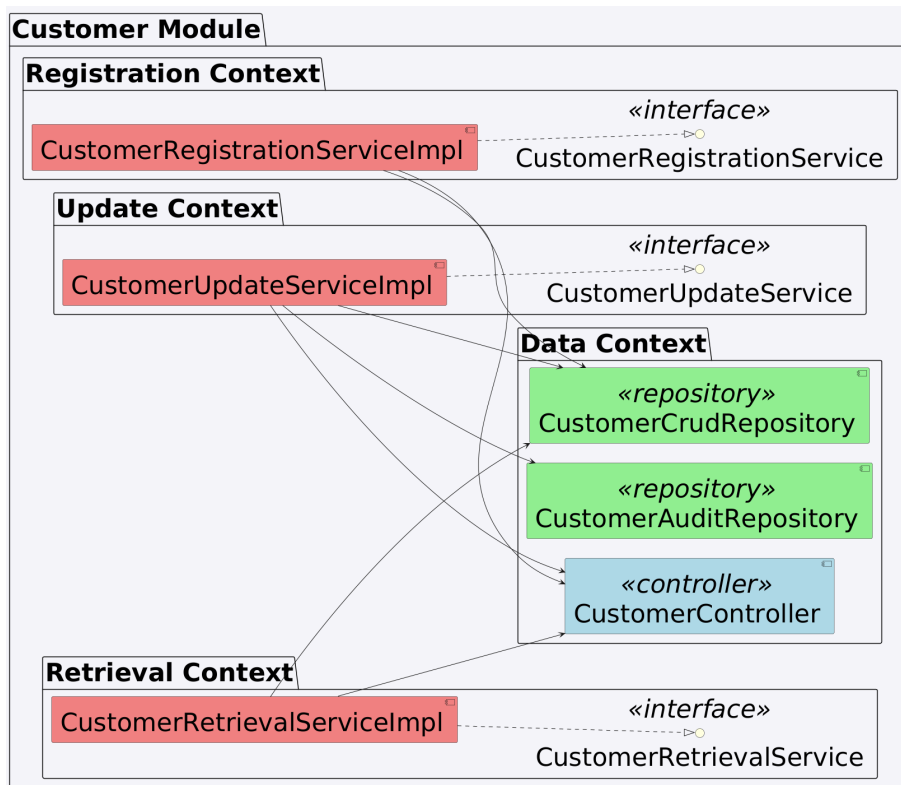 Customer Module
Registration Context
«interface»
CustomerRegistrationServiceImpl
CustomerRegistrationService
Update Context
«interface»
CustomerUpdateServiceImpl
CustomerUpdateService
Data Context
«repository»
CustomerCrudRepository
«repository»
CustomerAuditRepository
«controller»
CustomerController
Retrieval Context
«interface»
CustomerRetrievalServiceImpl
CustomerRetrievalService